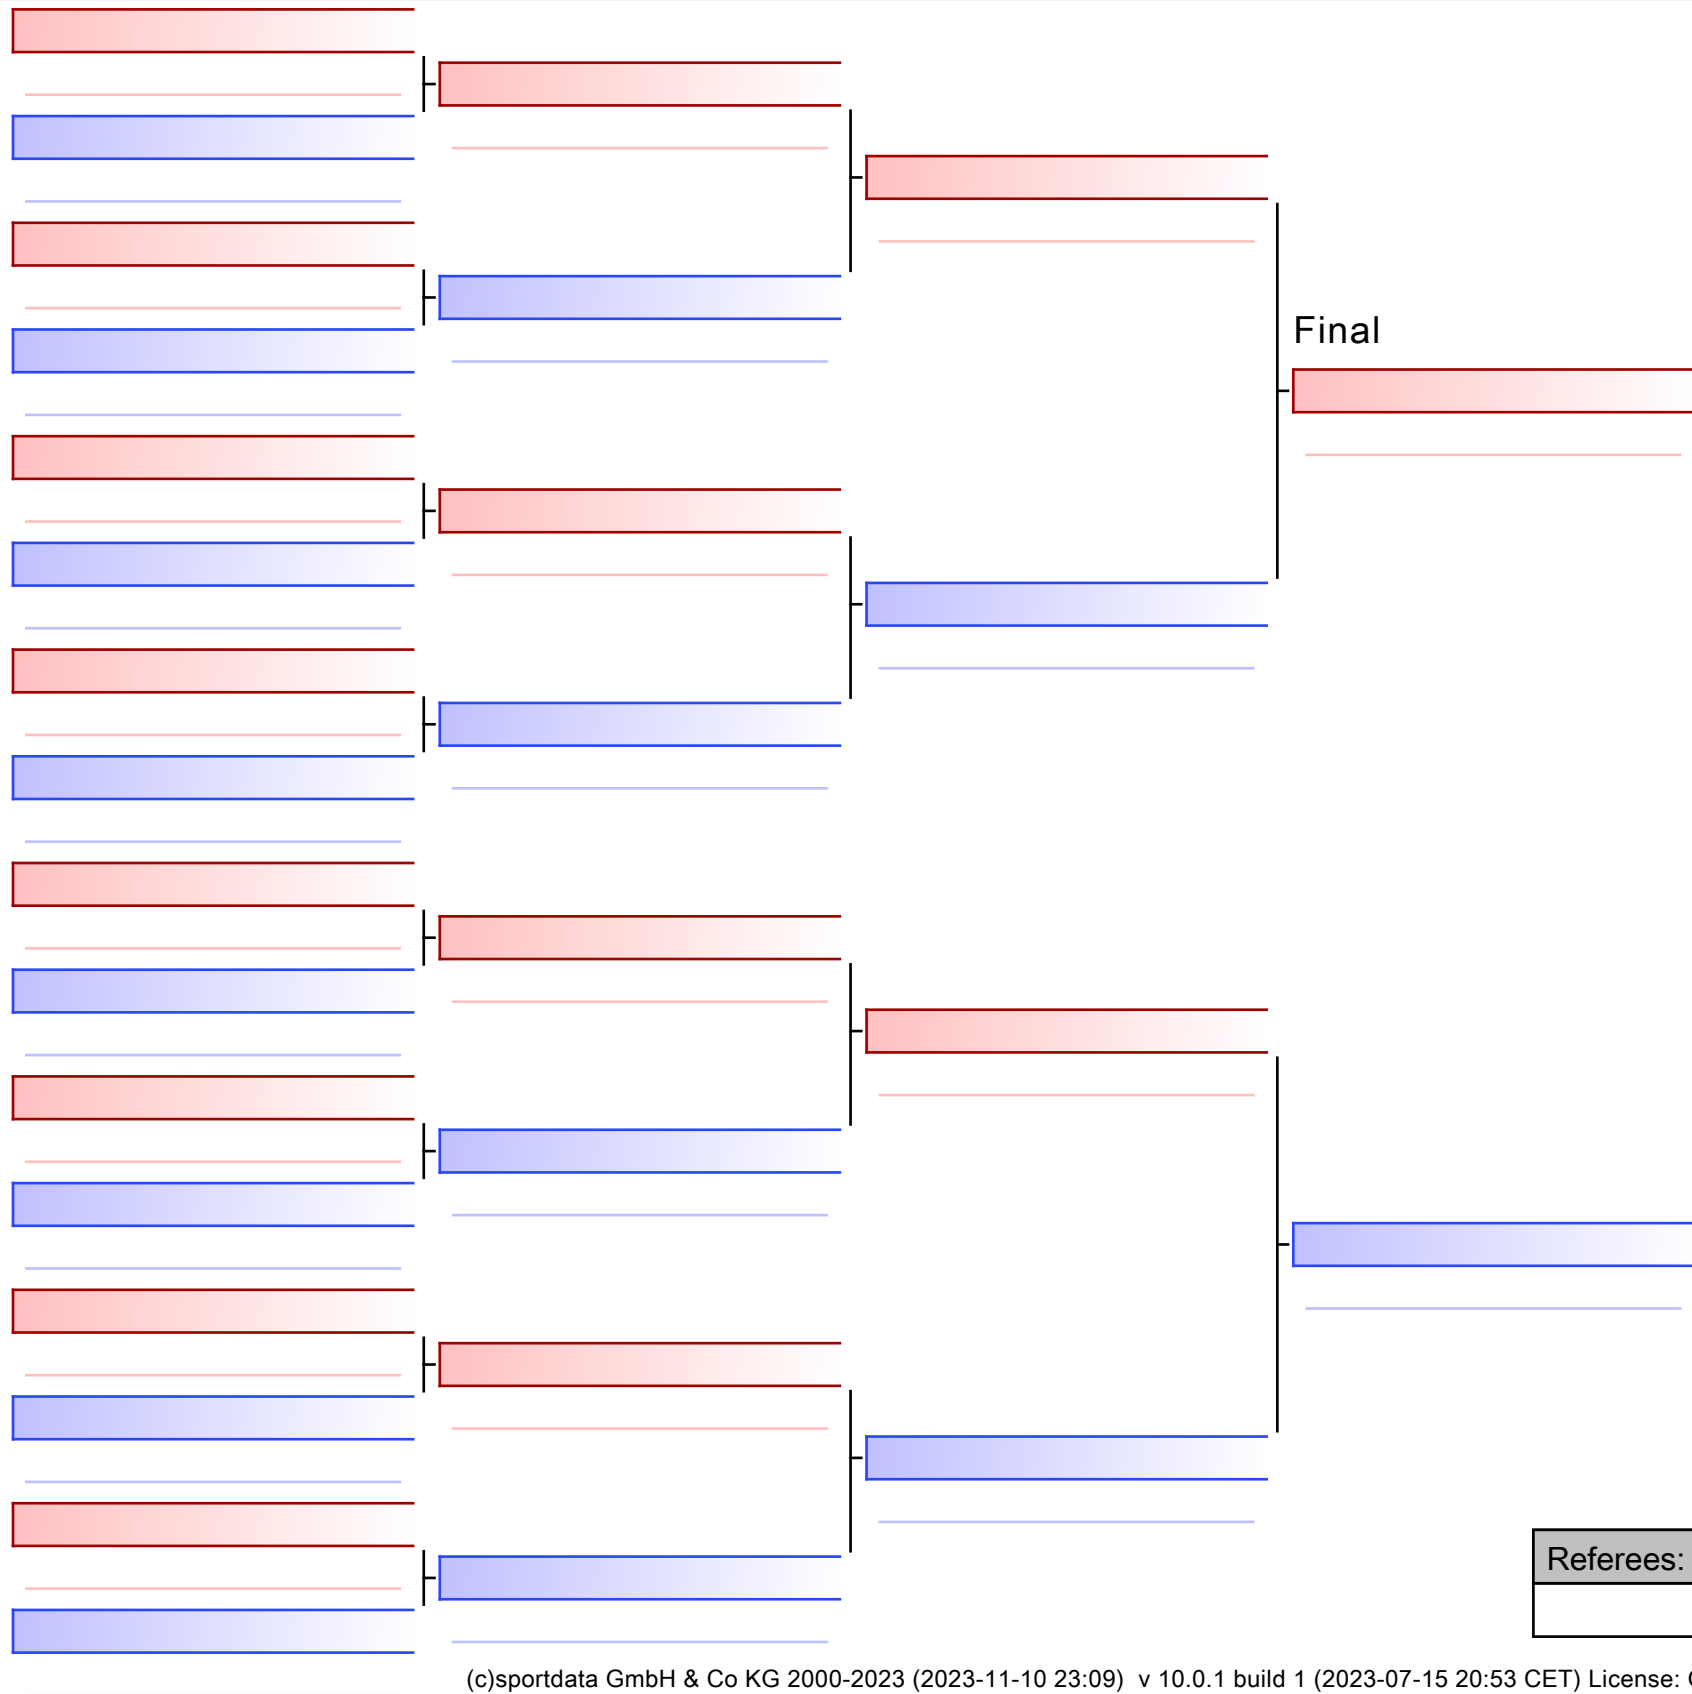 Final
Referees:
(c)sportdata GmbH & Co KG 2000-2023 (2023-11-10 23:09)  v 10.0.1 build 1 (2023-07-15 20:53 CET) License: